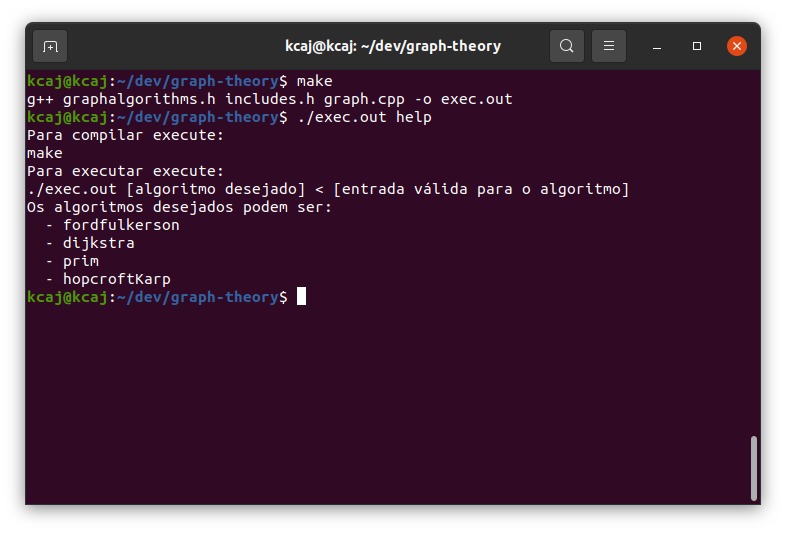 kcaj@kcaj: ~/dev/graph-theory
kcaj@kcaj:~/dev/graph-theory$ make
g++ graphalgorithms.h includes.h graph.cpp -o exec.out
kcaj@kcaj:~/dev/graph-theory$ ./exec.out help
Para compilar execute:
make
Para executar execute:
./exec.out [algoritmo desejado] < [entrada válida para o algoritmo]
Os algoritmos desejados podem ser:
  - fordfulkerson
  - dijkstra
  - prim
  - hopcroftKarp
kcaj@kcaj:~/dev/graph-theory$